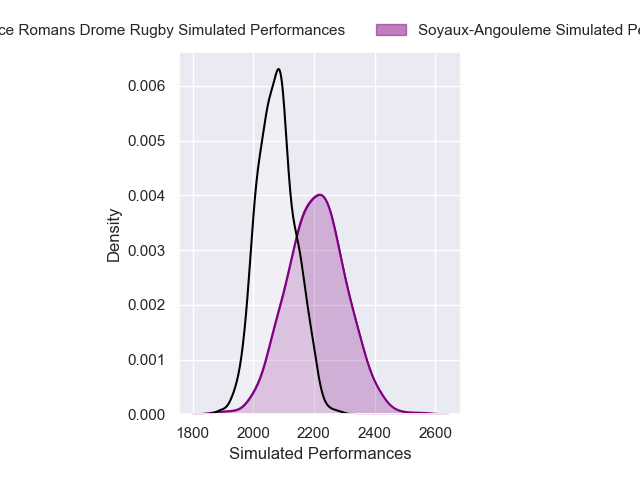 Romans Drome Rugby Simulated Performances Soyaux-Angouleme Simulated
0.006
0.005
0.004
0.003
0.002
0.001
0.000
Density
1800 2000 2200 2400 2600
Simulated Performances